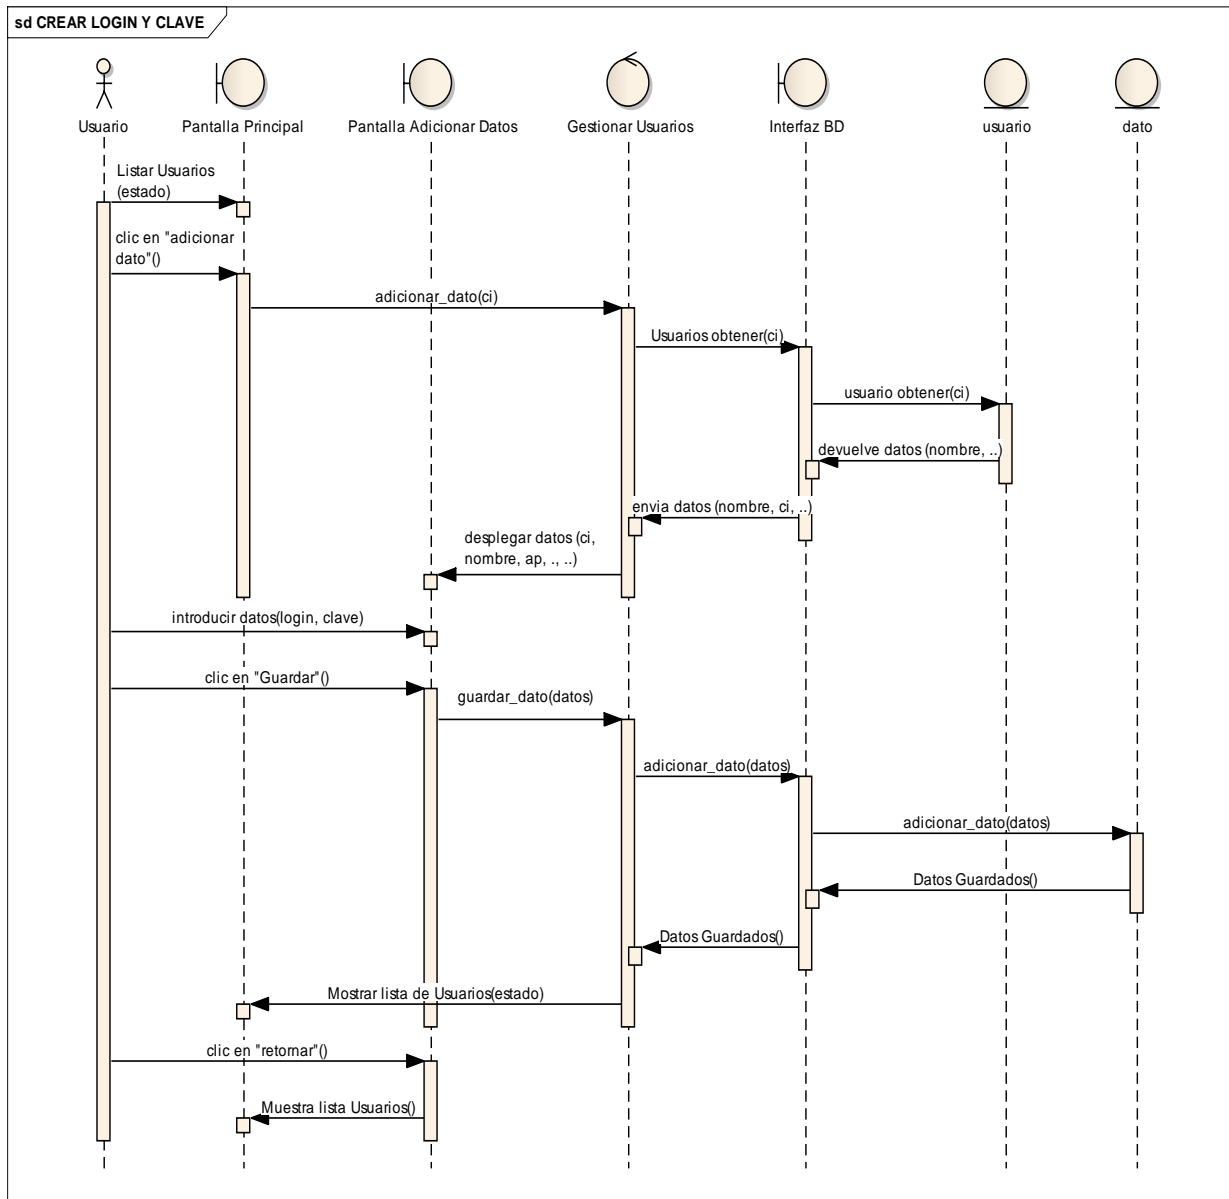 sd CREAR LOGIN Y CLAVE
Usuario
Pantalla Principal
Pantalla Adicionar Datos
Gestionar Usuarios
Interfaz BD
usuario
dato
Listar Usuarios
(estado)
clic en "adicionar
dato"()
adicionar_dato(ci)
Usuarios obtener(ci)
usuario obtener(ci)
devuelve datos (nombre, ..)
envia datos (nombre, ci, ..)
desplegar datos (ci,
nombre, ap, ., ..)
introducir datos(login, clave)
clic en "Guardar"()
guardar_dato(datos)
adicionar_dato(datos)
adicionar_dato(datos)
Datos Guardados()
Datos Guardados()
Mostrar lista de Usuarios(estado)
clic en "retornar"()
Muestra lista Usuarios()